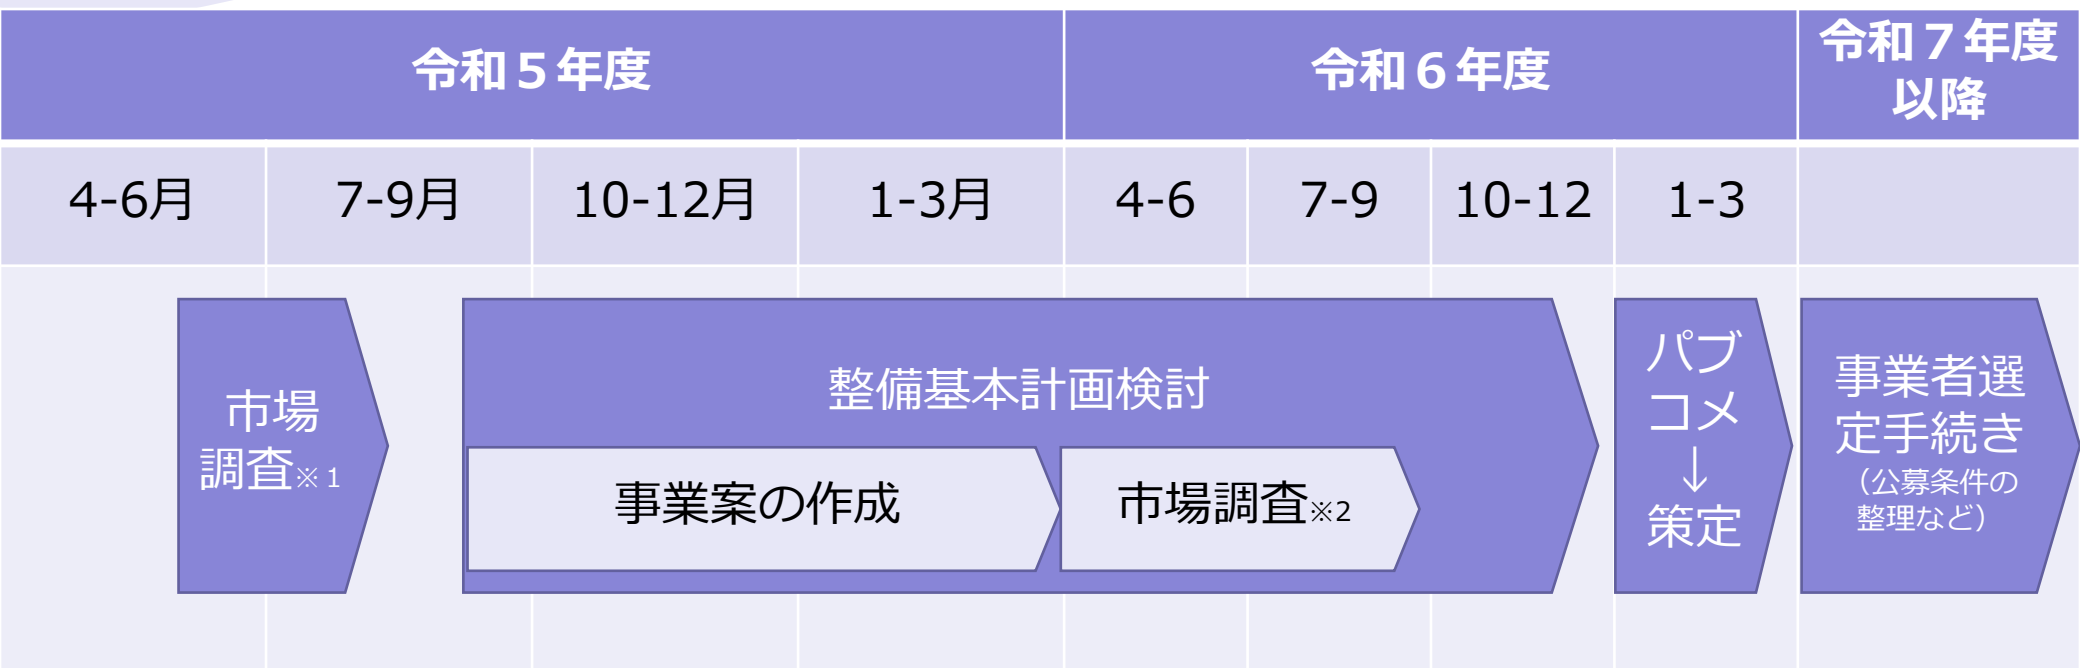 令和５年度
令和６年度
令和７年度
以降
4-6月
7-9月
10-12月
1-3月
4-6
7-9
10-12
1-3
市場
調査※１
整備基本計画検討
事業案の作成
市場調査※2
パブ
コメ
↓
策定
事業者選
定手続き
（公募条件の
整理など）